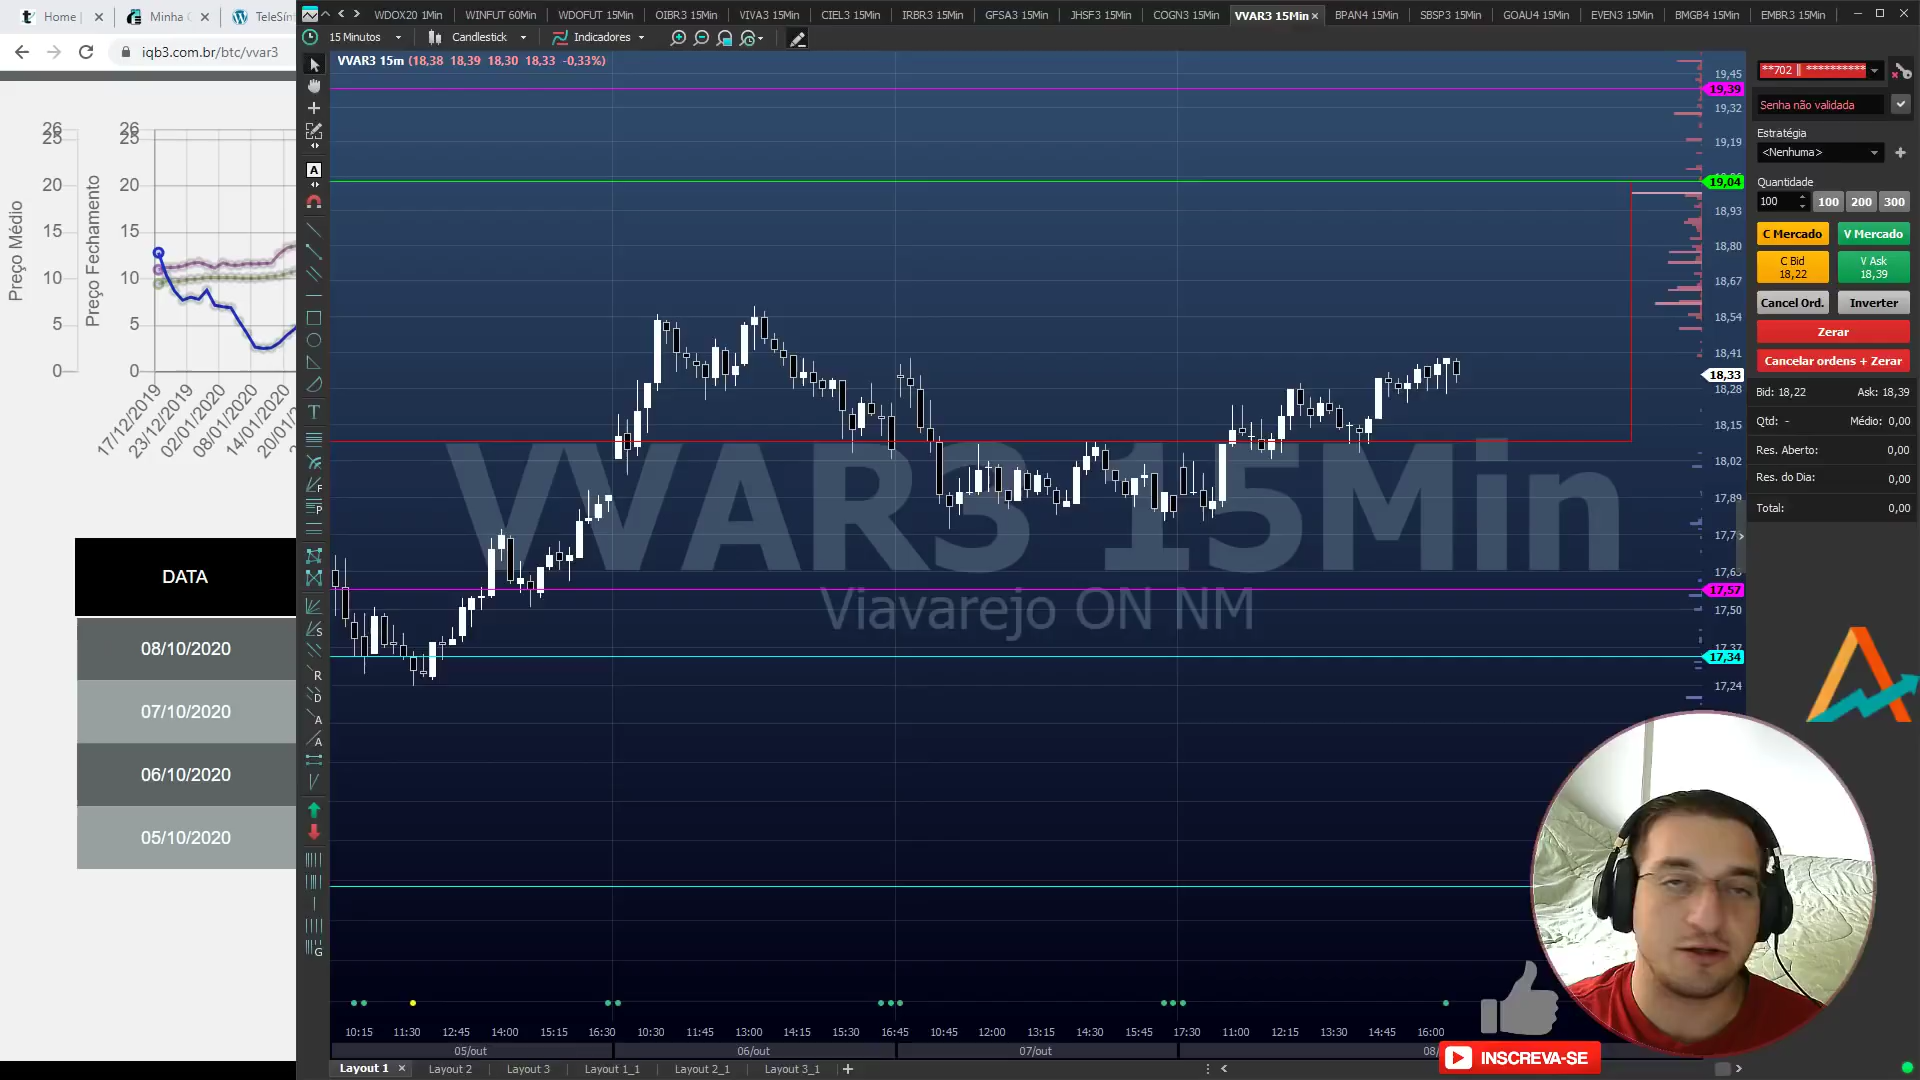 Home |
Minha C
TeleSín
iqb3.com.br/btc/vvar3
WDOX20 1Min
WINFUT 60Min
WDOFUT 15Min
OIBR3 15Min
VIVA3 15Min
CIEL3 15Min
IRBR3 15Min
GFSA3 15Min
JHSF3 15Min
COGN3 15Min
VVAR3 15Min
BPAN4 15Min
SBSP3 15Min
GOAU4 15Min
EVEN3 15Min
BMGB4 15Min
EMBR3 15Min
15 Minutos
Candlestick
Indicadores
VVAR3 15m (18,38 18,39 18,30 18,33 -0,33%)
Preço Médio
26
25
20
15
10
5
0
Preço Fechamento
26
25
20
15
10
5
0
17/12/2019
23/12/2019
02/01/2020
08/01/2020
14/01/2020
DATA
08/10/2020
07/10/2020
06/10/2020
05/10/2020
VVAR3 15Min
Viavarejo ON NM
19,45
19,39
19,32
19,19
19,04
18,93
18,80
18,67
18,54
18,41
18,33
18,28
18,15
18,02
17,89
17,57
17,50
17,34
17,24
10:15 11:30 12:45 14:00 15:15 16:30 10:30 11:45 13:00 14:15 15:30 16:45 10:45 12:00 13:15 14:30 15:45 17:30 11:00 12:15 13:30 14:45 16:00
05/out
06/out
07/out
08/
Layout 1
Layout 2
Layout 3
Layout 1_1
Layout 2_1
Layout 3_1
**702 || **********
Senha não validada
Estratégia
<Nenhuma>
Quantidade
100
100 200 300
C Mercado
V Mercado
C Bid
18,22
V Ask
18,39
Cancel Ord.
Inverter
Zerar
Cancelar ordens + Zerar
Bid: 18,22
Ask: 18,39
Qtd: -
Médio: 0,00
Res. Aberto: 0,00
Res. do Dia: 0,00
Total: 0,00
INSCREVA-SE